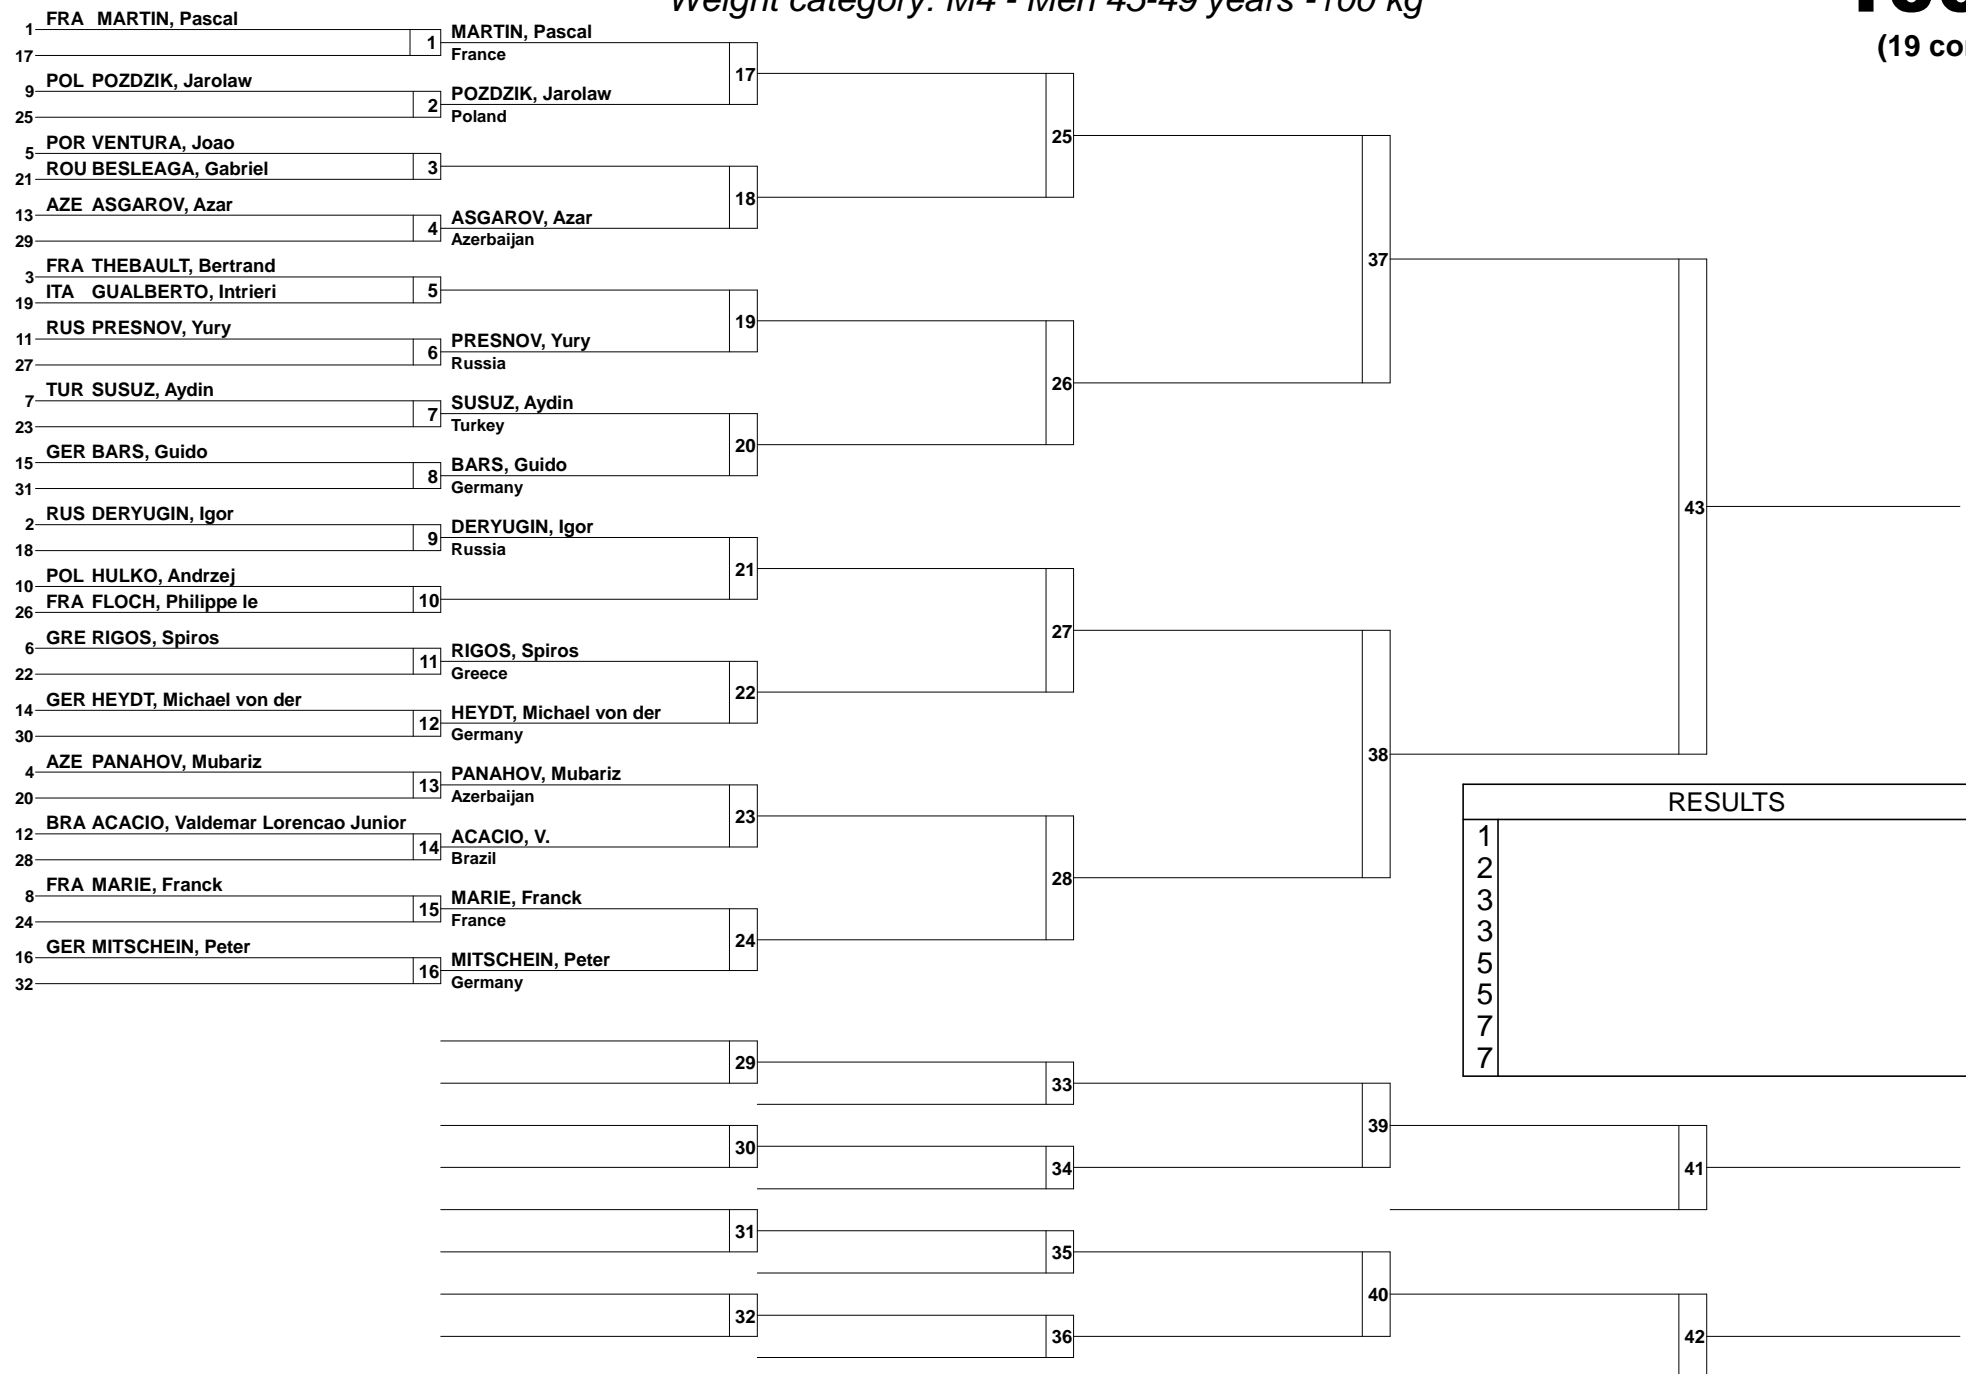 Weight category: M4 - Men 45-49 years -100 kg
(19
1 FRA MARTIN, Pascal
17
1 MARTIN, Pascal
France
9 POL POZDZIK, Jarolaw
25
2 POZDZIK, Jarolaw
Poland
17
5 POR VENTURA, Joao
21 ROU BESLEAGA, Gabriel
3
13 AZE ASGAROV, Azar
29
4 ASGAROV, Azar
Azerbaijan
18
25
3 FRA THEBAULT, Bertrand
19 ITA GUALBERTO, Intrieri
5
11 RUS PRESNOV, Yury
27
6 PRESNOV, Yury
Russia
19
7 TUR SUSUZ, Aydin
23
7 SUSUZ, Aydin
Turkey
15 GER BARS, Guido
31
8 BARS, Guido
Germany
20
26
37
2 RUS DERYUGIN, Igor
18
9 DERYUGIN, Igor
Russia
10 POL HULKO, Andrzej
26 FRA FLOCH, Philippe le
10
21
6 GRE RIGOS, Spiros
22
11 RIGOS, Spiros
Greece
14 GER HEYDT, Michael von der
30
12 HEYDT, Michael von der
Germany
22
27
4 AZE PANAHOV, Mubariz
20
13 PANAHOV, Mubariz
Azerbaijan
12 BRA ACACIO, Valdemar Lorencao Junior
28
14 ACACIO, V.
Brazil
23
8 FRA MARIE, Franck
24
15 MARIE, Franck
France
16 GER MITSCHEIN, Peter
32
16 MITSCHEIN, Peter
Germany
24
28
38
43
RESULTS
1
2
3
3
5
5
7
7
29
33
30
34
39
41
31
35
32
36
40
42